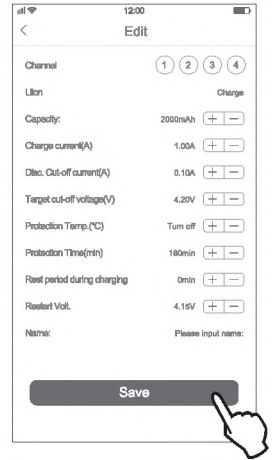 12:00
< Edit
Channel 1 2 3 4
LiIon Charge
Capacity: 2000mAh + −
Charge current(A) 1.00A + −
Disc. Cut-off current(A) 0.10A + −
Target cut-off voltage(V) 4.20V + −
Protection Temp.(°C) Turn off + −
Protection Time(min) 180min + −
Rest period during charging 0min + −
Restart Volt. 4.15V + −
Name: Please input name:
Save